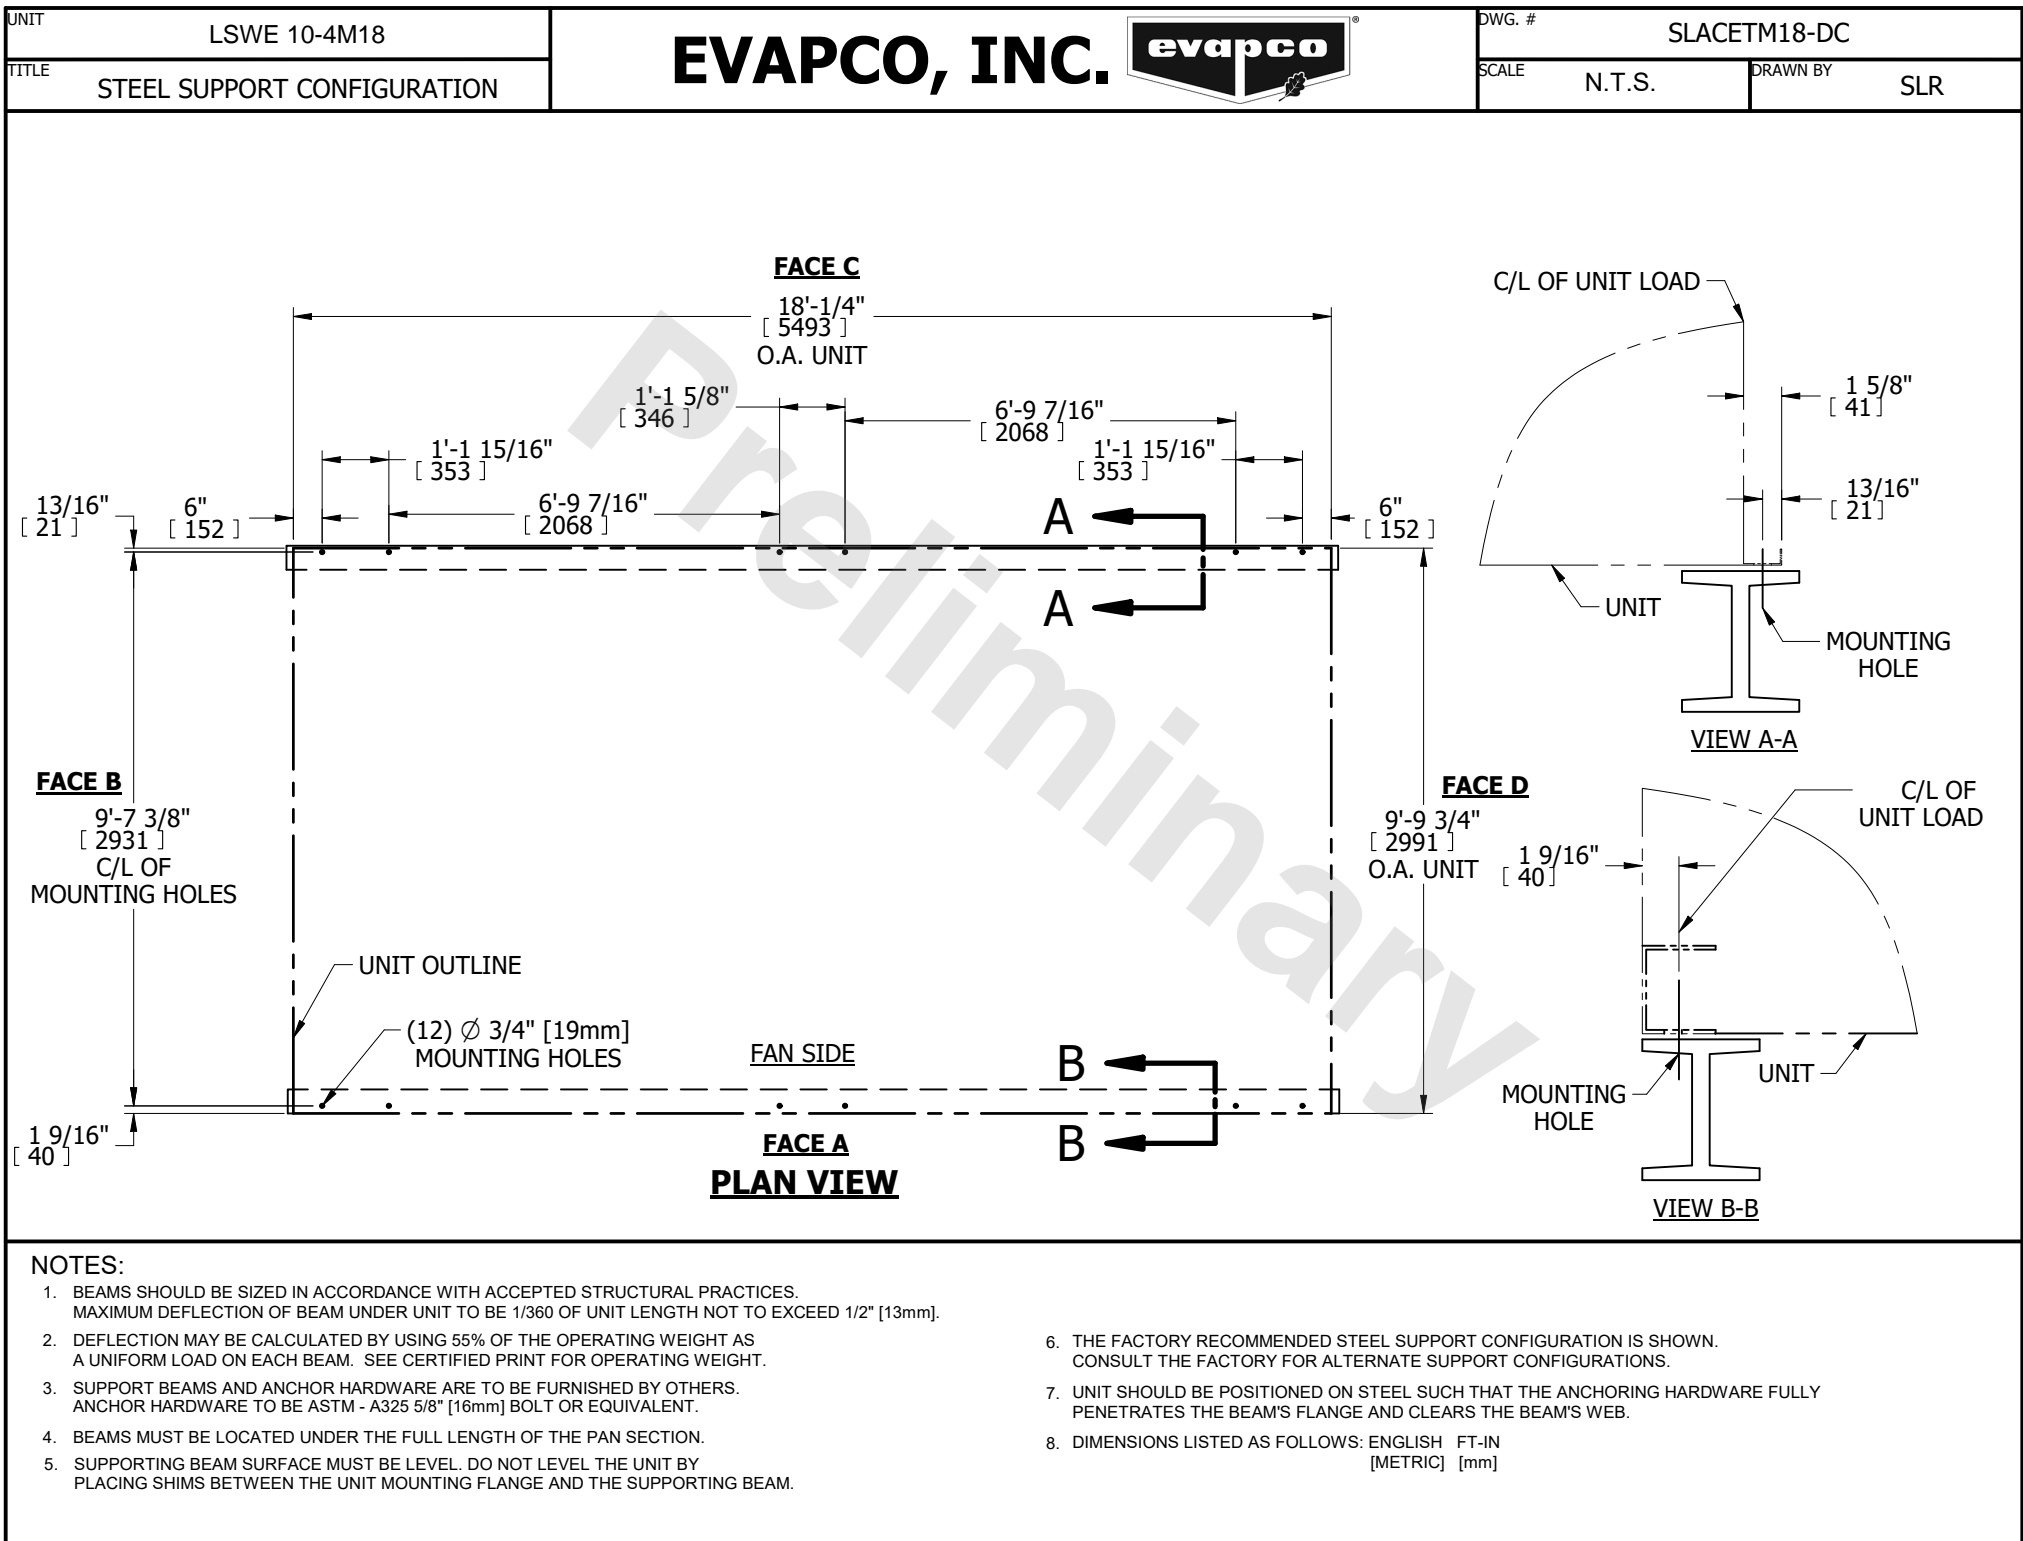 UNIT
LSWE 10-4M18
TITLE
STEEL SUPPORT CONFIGURATION
EVAPCO, INC.
evapco
®
DWG. #
SLACETM18-DC
SCALE
N.T.S.
DRAWN BY
SLR
FACE C
18'-1/4"
[ 5493 ]
O.A. UNIT
1'-1 5/8"
[ 346 ]
6'-9 7/16"
[ 2068 ]
1'-1 15/16"
[ 353 ]
1'-1 15/16"
[ 353 ]
13/16"
[ 21 ]
6"
[ 152 ]
6'-9 7/16"
[ 2068 ]
6"
[ 152 ]
A
A
FACE B
9'-7 3/8"
[ 2931 ]
C/L OF
MOUNTING HOLES
FACE D
9'-9 3/4"
[ 2991 ]
O.A. UNIT
UNIT OUTLINE
(12) Ø 3/4" [19mm]
MOUNTING HOLES
FAN SIDE
B
B
1 9/16"
[ 40 ]
FACE A
PLAN VIEW
Preliminary
C/L OF UNIT LOAD
1 5/8"
[ 41 ]
13/16"
[ 21 ]
UNIT
MOUNTING
HOLE
VIEW A-A
C/L OF
UNIT LOAD
1 9/16"
[ 40 ]
UNIT
MOUNTING
HOLE
VIEW B-B
NOTES:
1. BEAMS SHOULD BE SIZED IN ACCORDANCE WITH ACCEPTED STRUCTURAL PRACTICES.
MAXIMUM DEFLECTION OF BEAM UNDER UNIT TO BE 1/360 OF UNIT LENGTH NOT TO EXCEED 1/2" [13mm].
2. DEFLECTION MAY BE CALCULATED BY USING 55% OF THE OPERATING WEIGHT AS
A UNIFORM LOAD ON EACH BEAM. SEE CERTIFIED PRINT FOR OPERATING WEIGHT.
3. SUPPORT BEAMS AND ANCHOR HARDWARE ARE TO BE FURNISHED BY OTHERS.
ANCHOR HARDWARE TO BE ASTM - A325 5/8" [16mm] BOLT OR EQUIVALENT.
4. BEAMS MUST BE LOCATED UNDER THE FULL LENGTH OF THE PAN SECTION.
5. SUPPORTING BEAM SURFACE MUST BE LEVEL. DO NOT LEVEL THE UNIT BY
PLACING SHIMS BETWEEN THE UNIT MOUNTING FLANGE AND THE SUPPORTING BEAM.
6. THE FACTORY RECOMMENDED STEEL SUPPORT CONFIGURATION IS SHOWN.
CONSULT THE FACTORY FOR ALTERNATE SUPPORT CONFIGURATIONS.
7. UNIT SHOULD BE POSITIONED ON STEEL SUCH THAT THE ANCHORING HARDWARE FULLY
PENETRATES THE BEAM'S FLANGE AND CLEARS THE BEAM'S WEB.
8. DIMENSIONS LISTED AS FOLLOWS: ENGLISH FT-IN
[METRIC] [mm]